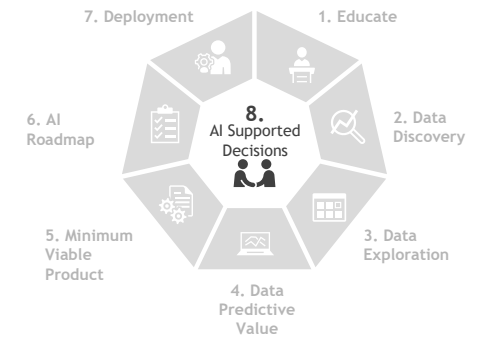 7. Deployment
1. Educate
2. Data
Discovery
3. Data
Exploration
4. Data
Predictive
Value
5. Minimum
Viable
Product
6. AI
Roadmap
8.
AI Supported
Decisions